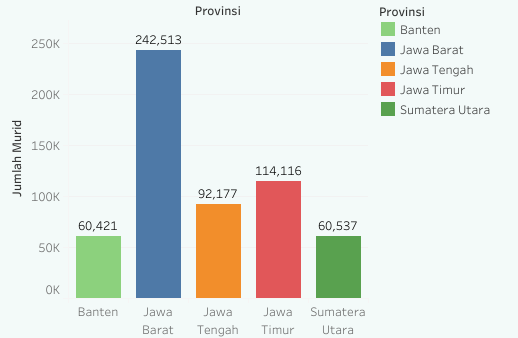 Provinsi
Provinsi
Banten
Jawa Barat
Jawa Tengah
Jawa Timur
Sumatera Utara
Jumlah Murid
250K
200K
150K
100K
50K
0K
60,421
242,513
92,177
114,116
60,537
Banten
Jawa
Barat
Jawa
Tengah
Jawa
Timur
Sumatera
Utara